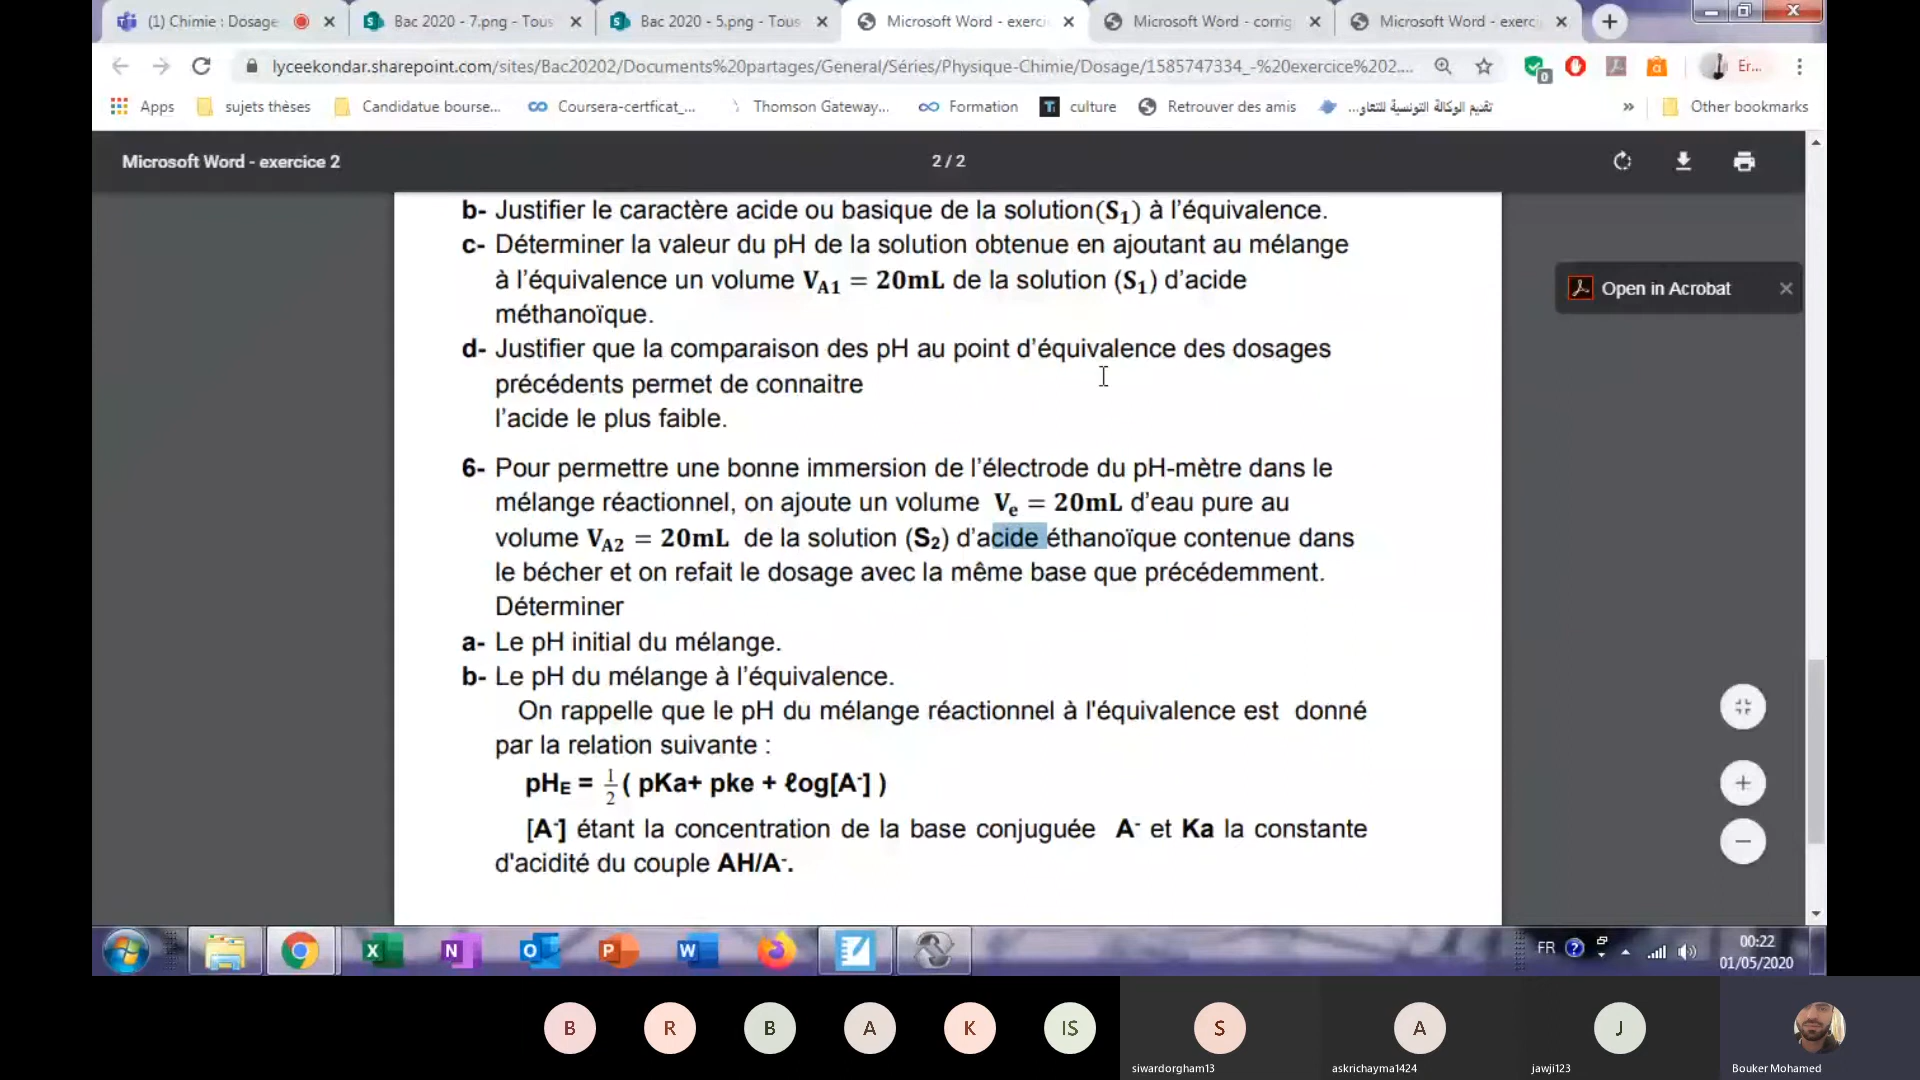 (1) Chimie : Dosage
Bac 2020 - 7.png - Tous
Bac 2020 - 5.png - Tous
Microsoft Word - exerci
Microsoft Word - corrig
Microsoft Word - exerc
lyceekondar.sharepoint.com/sites/Bac20202/Documents%20partages/General/Séries/Physique-Chimie/Dosage/1585747334_-%20exercice%202....
0
Er...
Apps
sujets thèses
Candidatue bourse...
Coursera-certficat_...
Thomson Gateway...
Formation
culture
Retrouver des amis
تقديم الوكالة التونسية للتعاو...
»
Other bookmarks
Microsoft Word - exercice 2
2 / 2
Open in Acrobat
b- Justifier le caractère acide ou basique de la solution(S₁) à l'équivalence.
c- Déterminer la valeur du pH de la solution obtenue en ajoutant au mélange
à l'équivalence un volume V_A1 = 20mL de la solution (S₁) d'acide
méthanoïque.
d- Justifier que la comparaison des pH au point d'équivalence des dosages
précédents permet de connaitre
l'acide le plus faible.
6- Pour permettre une bonne immersion de l'électrode du pH-mètre dans le
mélange réactionnel, on ajoute un volume Vₑ = 20mL d'eau pure au
volume V_A2 = 20mL de la solution (S₂) d'acide éthanoïque contenue dans
le bécher et on refait le dosage avec la même base que précédemment.
Déterminer
a- Le pH initial du mélange.
b- Le pH du mélange à l'équivalence.
On rappelle que le pH du mélange réactionnel à l'équivalence est donné
par la relation suivante :
pH_E = 1/2 ( pKa+ pke + ℓog[A⁻] )
[A⁻] étant la concentration de la base conjuguée A⁻ et Ka la constante
d'acidité du couple AH/A⁻.
FR
00:22
01/05/2020
B
R
B
A
K
IS
S
A
J
siwardorgham13
askrichayma1424
jawji123
Bouker Mohamed